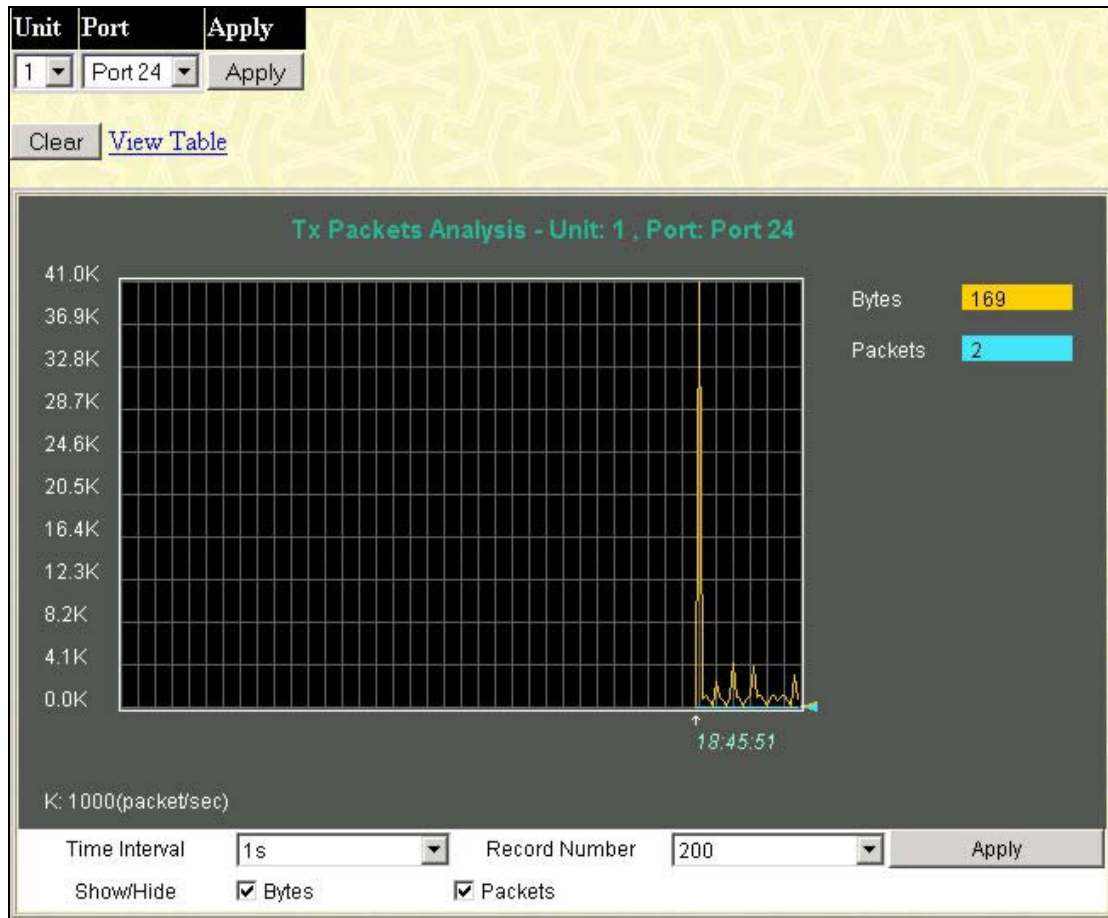 Unit Port Apply
1 Port 24 Apply
Clear View Table
Tx Packets Analysis - Unit: 1 , Port: Port 24
41.0K
36.9K
32.8K
28.7K
24.6K
20.5K
16.4K
12.3K
8.2K
4.1K
0.0K
Bytes 169
Packets 2
18:45:51
K: 1000(packet/sec)
Time Interval 1s Record Number 200 Apply
Show/Hide Bytes Packets